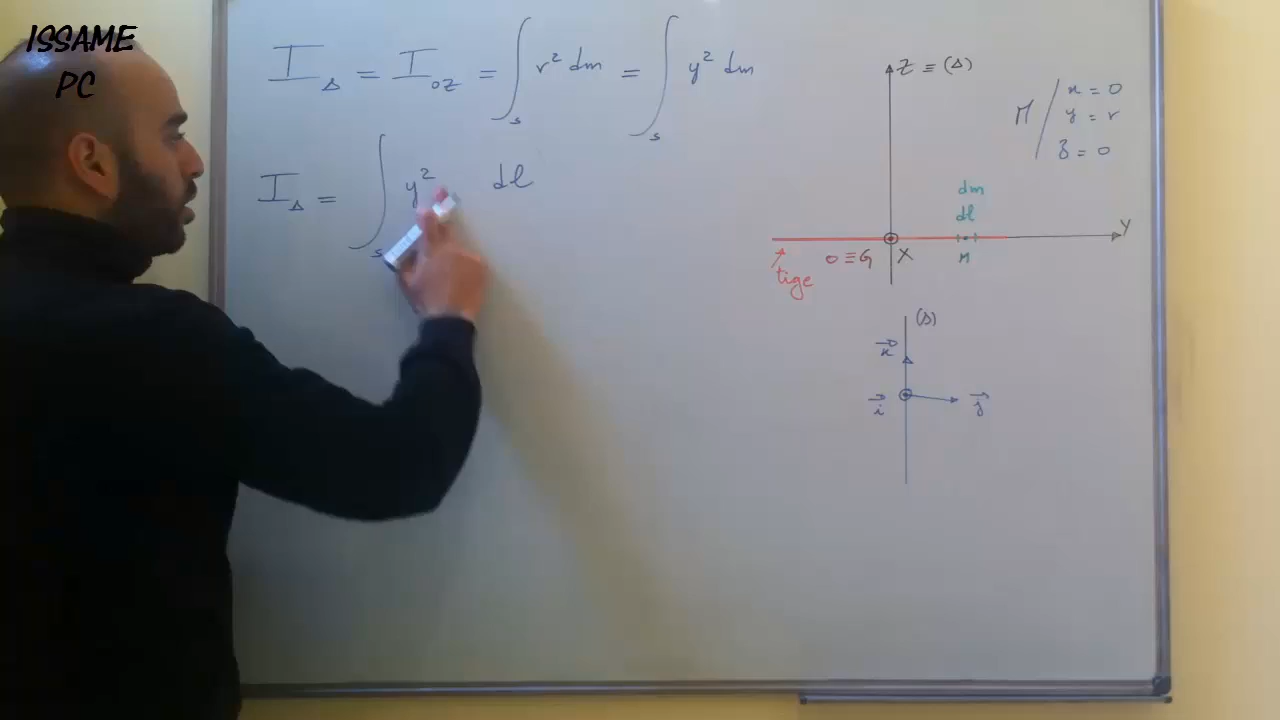 ISSAME
PC
I_Δ = I_OZ = ∫_S r² dm = ∫_S y² dm
I_Δ = ∫_S y² dl
Z ≡ (Δ)
M / x = 0
y = r
z = 0
dm
dl
Y
O ≡ G
X
M
tige
(Δ)
k⃗
i⃗
j⃗